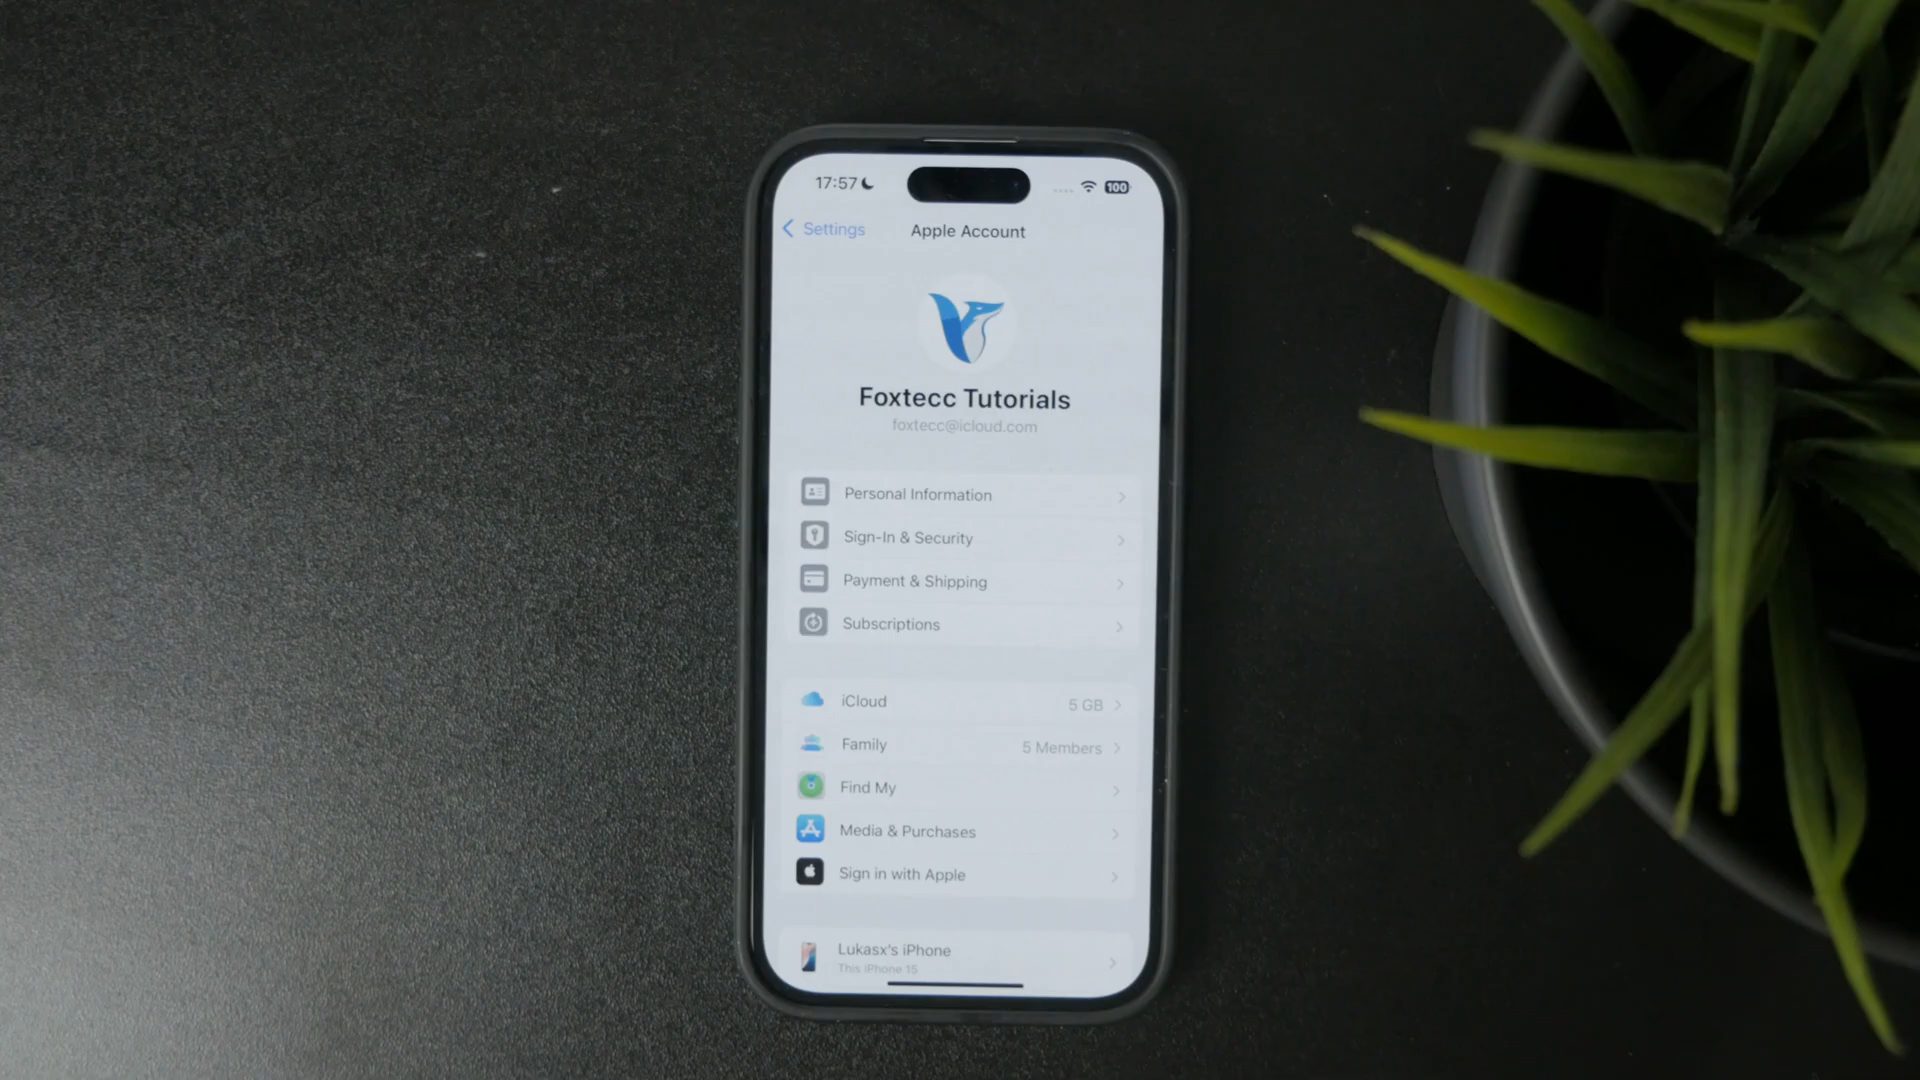 17:57
100
Settings
Apple Account
Foxtecc Tutorials
foxtecc@icloud.com
Personal Information
Sign-In & Security
Payment & Shipping
Subscriptions
iCloud 5 GB
Family 5 Members
Find My
Media & Purchases
Sign in with Apple
Lukasx's iPhone
This iPhone 15